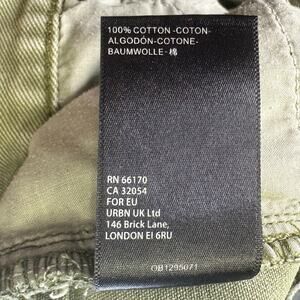 100% COTTON -COTON-
ALGODÓN-COTONE-
BAUMWOLLE-棉
RN 66170
CA 32054
FOR EU
URBN UK Ltd
146 Brick Lane,
LONDON EI 6RU
OB1295071